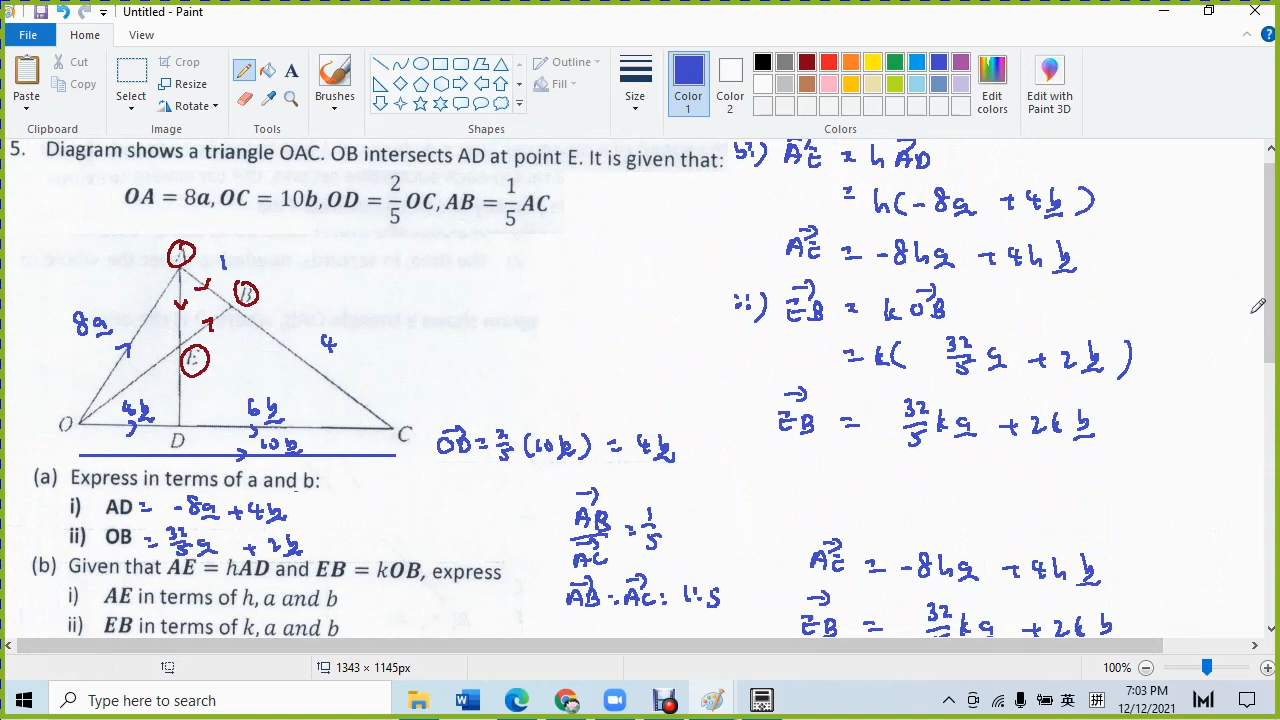 Untitled - Paint
File
Home
View
Paste
Cut
Copy
Clipboard
Select
Crop
Resize
Rotate
Image
A
Tools
Brushes
Outline
Fill
Shapes
Size
Color 1
Color 2
Colors
Edit colors
Edit with Paint 3D
5. Diagram shows a triangle OAC. OB intersects AD at point E. It is given that:
OA = 8a, OC = 10b, OD = 2/5 OC, AB = 1/5 AC
A
1
B
8a
4
E
O
4b
6b
D
10b
C
OB = 2/5 (10b) = 4b
(a) Express in terms of a and b:
i) AD = -8a + 4b
ii) OB = 32/5 a + 2b
(b) Given that AE = hAD and EB = kOB, express
i) AE in terms of h, a and b
ii) EB in terms of k, a and b
AB/AC = 1/5
AB : AC = 1:5
bi) AE = h AD
= h(-8a + 4b)
AE = -8ha + 4hb
ii) EB = k OB
= k( 32/5 a + 2b )
EB = 32/5 ka + 2kb
AE = -8ha + 4hb
EB = 32/5 ka + 2kb
1343 × 1145px
100%
Type here to search
英
拼
7:03 PM
12/12/2021